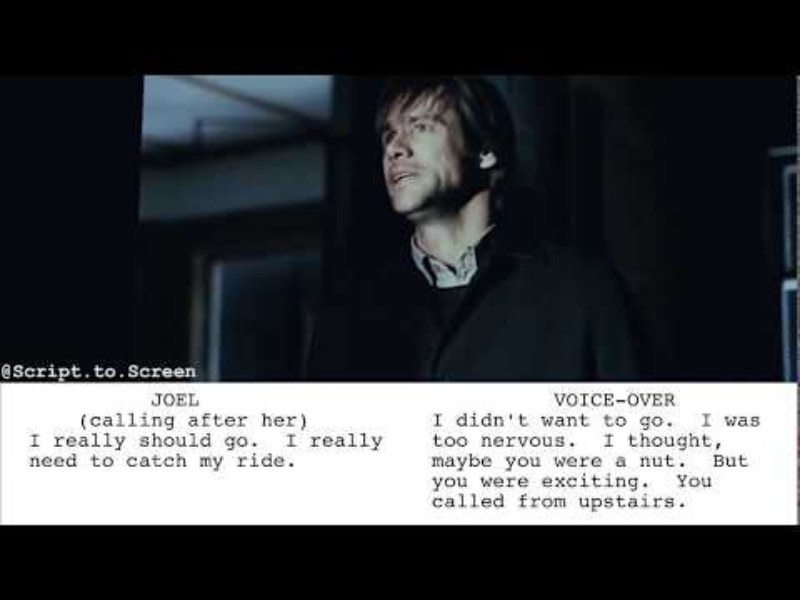 @Script.to.Screen
JOEL
(calling after her)
I really should go.  I really
need to catch my ride.
VOICE-OVER
I didn't want to go.  I was
too nervous.  I thought,
maybe you were a nut.  But
you were exciting.  You
called from upstairs.